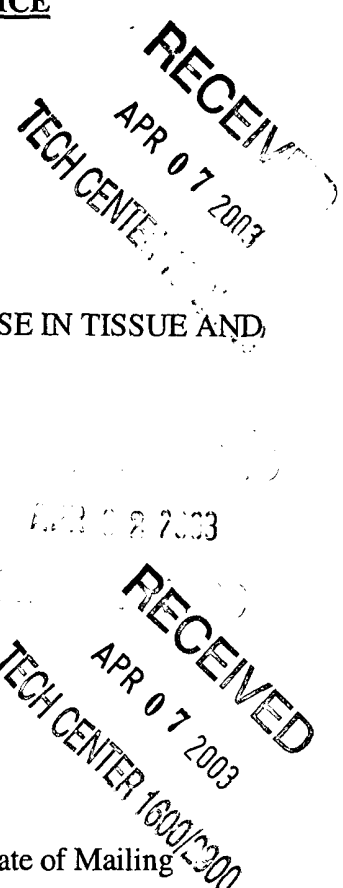 ICE
RECEIVED
APR 07 2003
TECH CENTE
SE IN TISSUE AND
RECEIVED
APR 07 2003
TECH CENTER 1600/2900
ate of Mailing